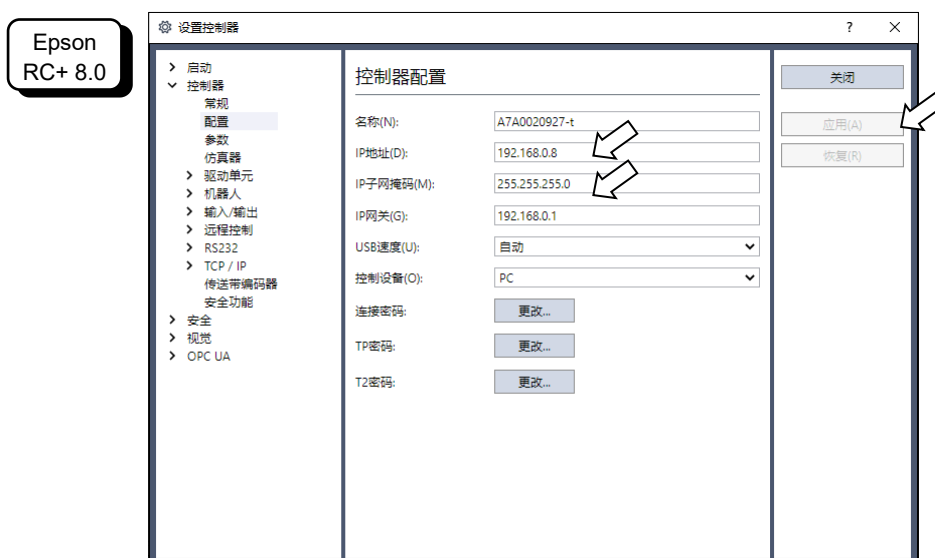 Epson
RC+ 8.0
设置控制器
?
启动
控制器
常规
配置
参数
仿真器
驱动单元
机器人
输入/输出
远程控制
RS232
TCP / IP
传送带编码器
安全功能
安全
视觉
OPC UA
控制器配置
名称(N): A7A0020927-t
IP地址(D): 192.168.0.8
IP子网掩码(M): 255.255.255.0
IP网关(G): 192.168.0.1
USB速度(U): 自动
控制设备(O): PC
连接密码: 更改...
TP密码: 更改...
T2密码: 更改...
关闭
应用(A)
恢复(R)